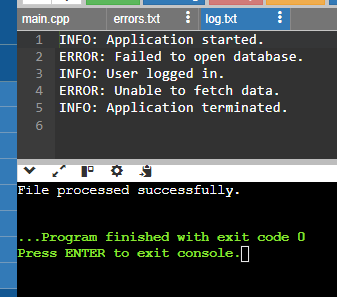 main.cpp errors.txt log.txt
1 INFO: Application started.
2 ERROR: Failed to open database.
3 INFO: User logged in.
4 ERROR: Unable to fetch data.
5 INFO: Application terminated.
6
File processed successfully.
...Program finished with exit code 0
Press ENTER to exit console.